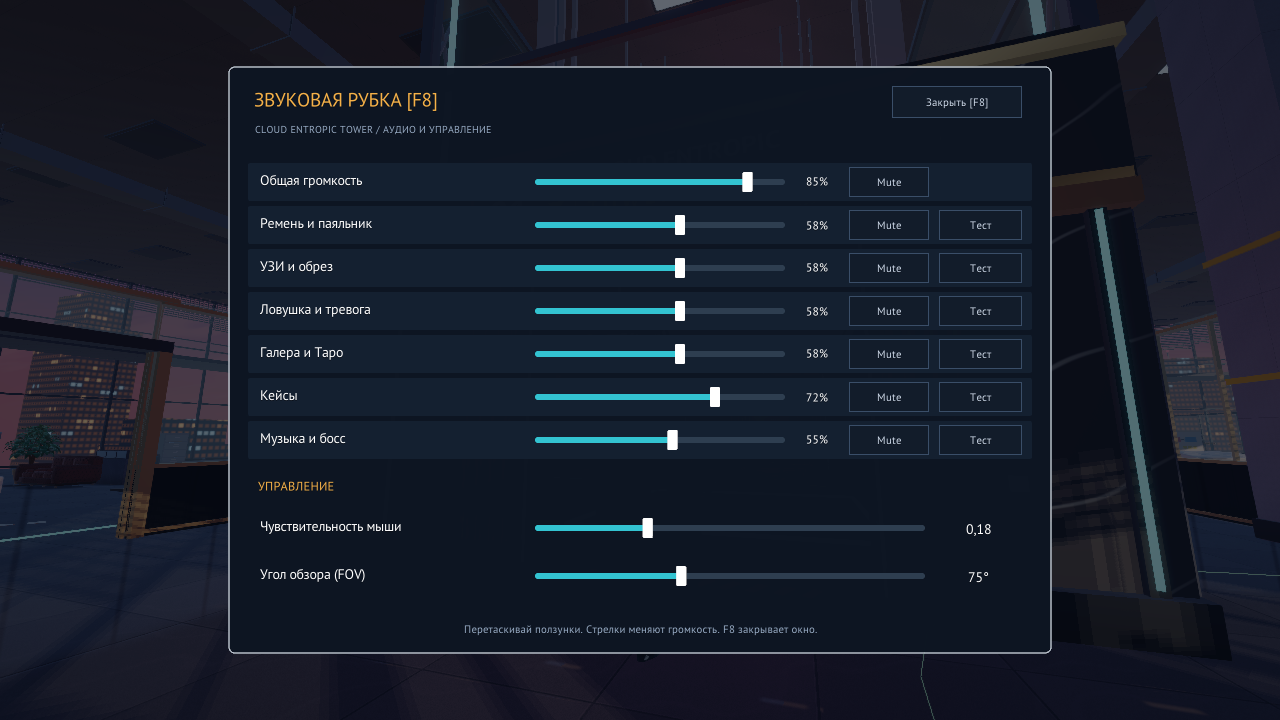 ЗВУКОВАЯ РУБКА [F8]
Закрыть [F8]
CLOUD ENTROPIC TOWER / АУДИО И УПРАВЛЕНИЕ
Общая громкость 85% Mute
Ремень и паяльник 58% Mute Тест
УЗИ и обрез 58% Mute Тест
Ловушка и тревога 58% Mute Тест
Галера и Таро 58% Mute Тест
Кейсы 72% Mute Тест
Музыка и босс 55% Mute Тест
УПРАВЛЕНИЕ
Чувствительность мыши 0,18
Угол обзора (FOV) 75°
Перетаскивай ползунки. Стрелки меняют громкость. F8 закрывает окно.